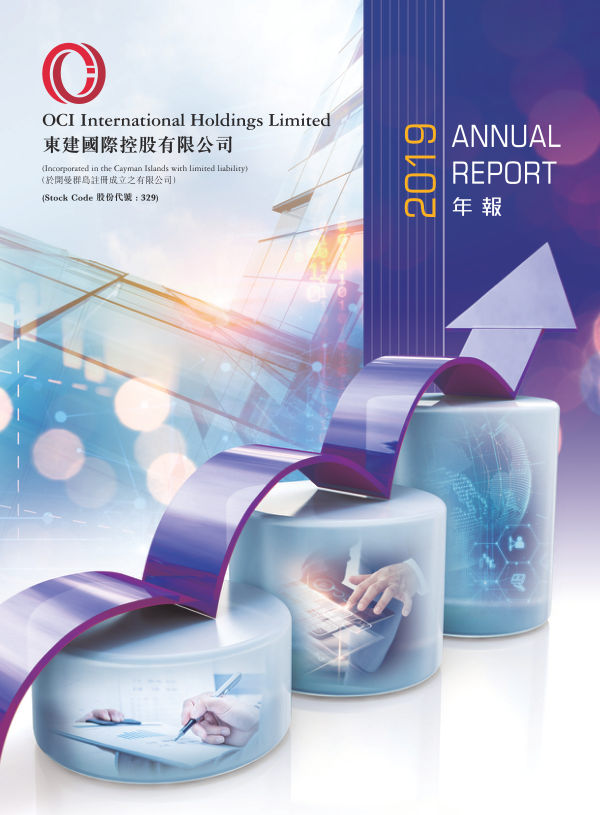 OCI International Holdings Limited
東建國際控股有限公司
(Incorporated in the Cayman Islands with limited liability)
(於開曼群島註冊成立之有限公司)
(Stock Code 股份代號 : 329)
2019
ANNUAL
REPORT
年報